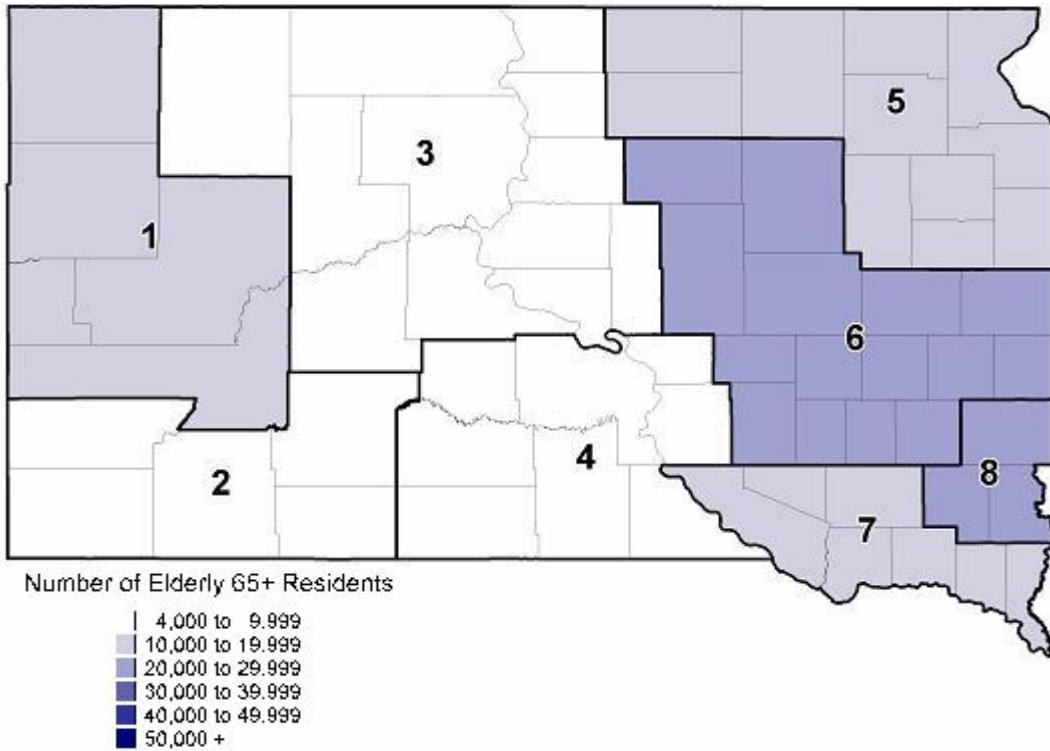 5
3
1
6
2
4
8
7
Number of Elderly 65+ Residents
4,000 to 9.999
10,000 to 19.999
20,000 to 29.999
30,000 to 39.999
40,000 to 49.999
50,000 +